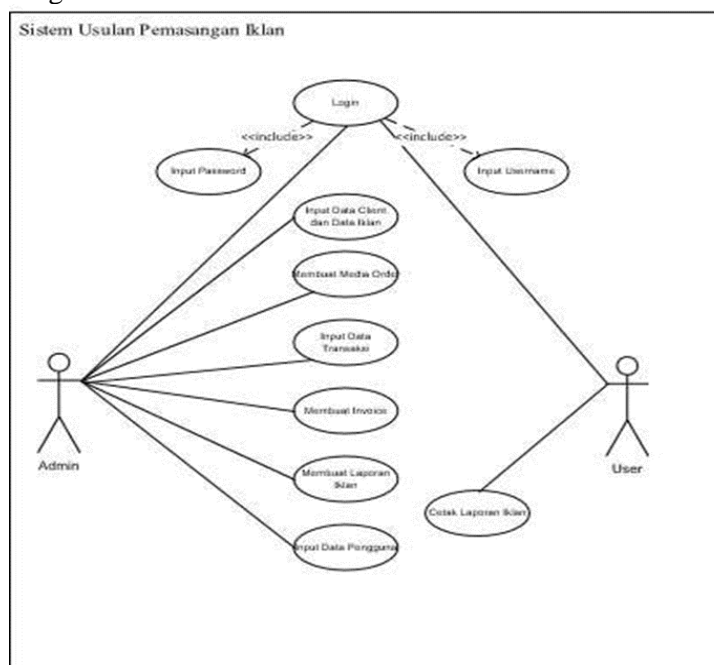 Sistem Usulan Pemasangan Iklan
Login
<<include>>
<<include>>
Input Password
Input Username
Input Data Client
dan Data Iklan
Membuat Media Order
Input Data
Transaksi
Membuat Invoice
Membuat Laporan
Iklan
Input Data Pengguna
Cetak Laporan Iklan
Admin
User